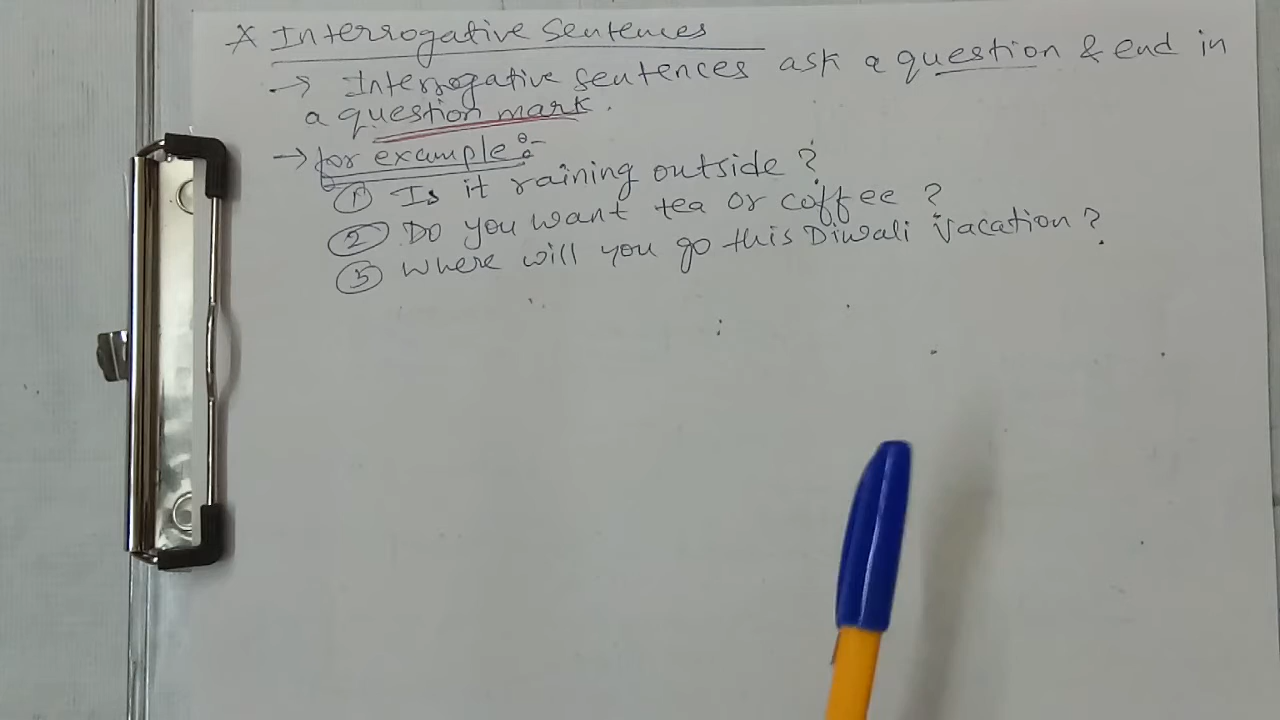 * Interrogative Sentences
→ Interrogative sentences ask a question & end in
a question mark.
→ for example :-
① Is it raining outside ?
② Do you want tea or coffee ?
③ Where will you go this Diwali Vacation ?